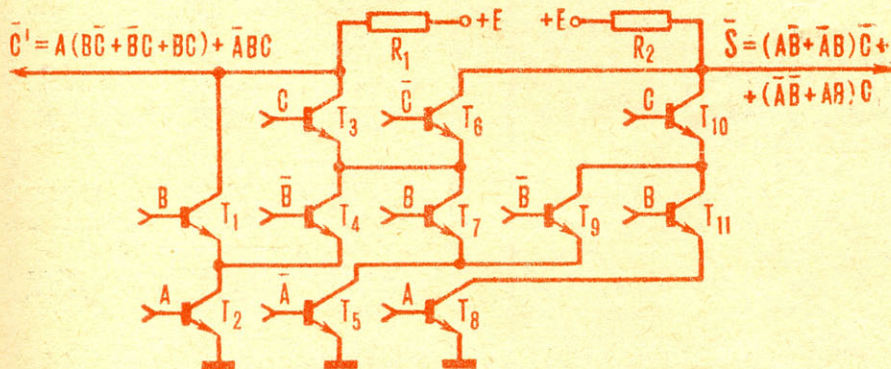 +E +E
C̄' = A(BC̄ + B̄C + BC) + ĀBC R₁ R₂ S̄ = (AB̄ + ĀB)C̄ +
+ (ĀB̄ + AB)C
C T₃ C̄ T₆ C T₁₀
B T₁ B̄ T₄ B T₇ B̄ T₉ B T₁₁
A T₂ Ā T₅ A T₈